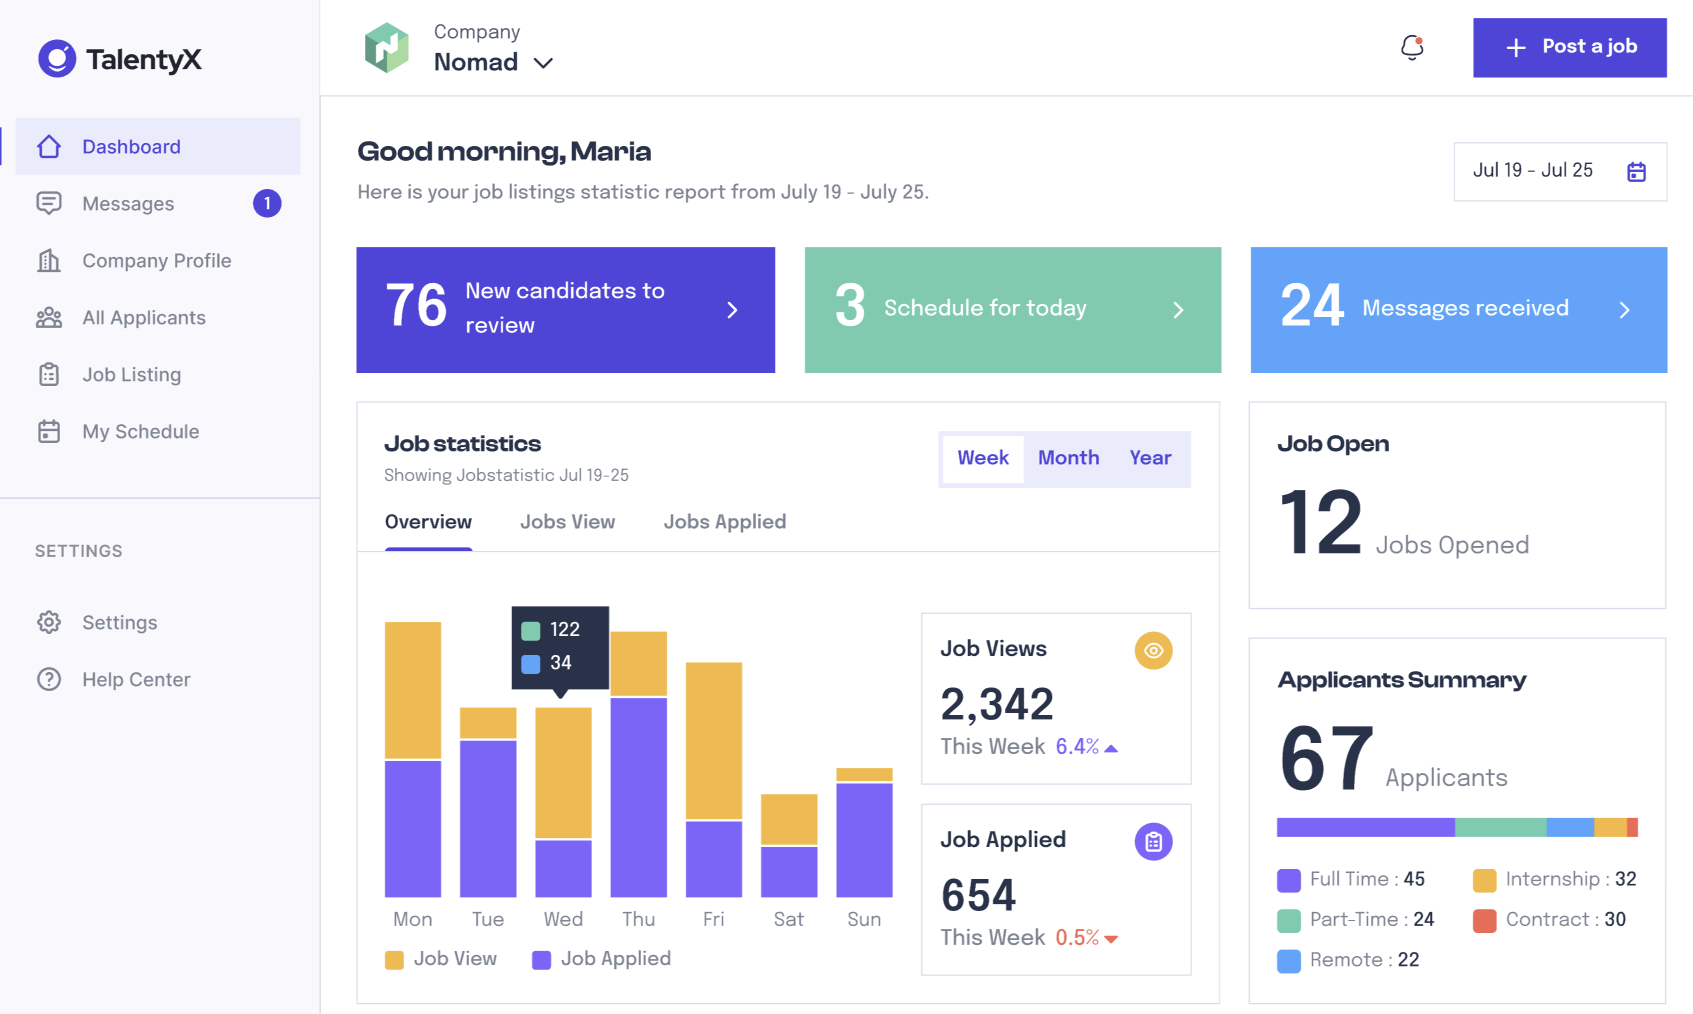 TalentyX
Dashboard
Messages 1
Company Profile
All Applicants
Job Listing
My Schedule
SETTINGS
Settings
Help Center
Company
Nomad
Post a job
Good morning, Maria
Here is your job listings statistic report from July 19 - July 25.
Jul 19 - Jul 25
76 New candidates to
review
3 Schedule for today
24 Messages received
Job statistics
Showing Jobstatistic Jul 19-25
Week Month Year
Overview Jobs View Jobs Applied
122
34
Mon Tue Wed Thu Fri Sat Sun
Job View Job Applied
Job Views
2,342
This Week 6.4%
Job Applied
654
This Week 0.5%
Job Open
12 Jobs Opened
Applicants Summary
67 Applicants
Full Time : 45
Internship : 32
Part-Time : 24
Contract : 30
Remote : 22